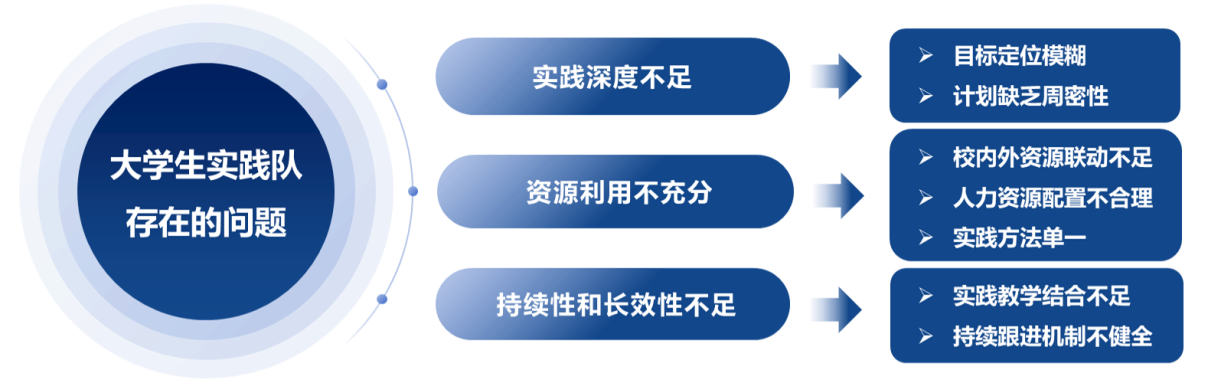 大学生实践队
存在的问题
实践深度不足
目标定位模糊
计划缺乏周密性
资源利用不充分
校内外资源联动不足
人力资源配置不合理
实践方法单一
持续性和长效性不足
实践教学结合不足
持续跟进机制不健全